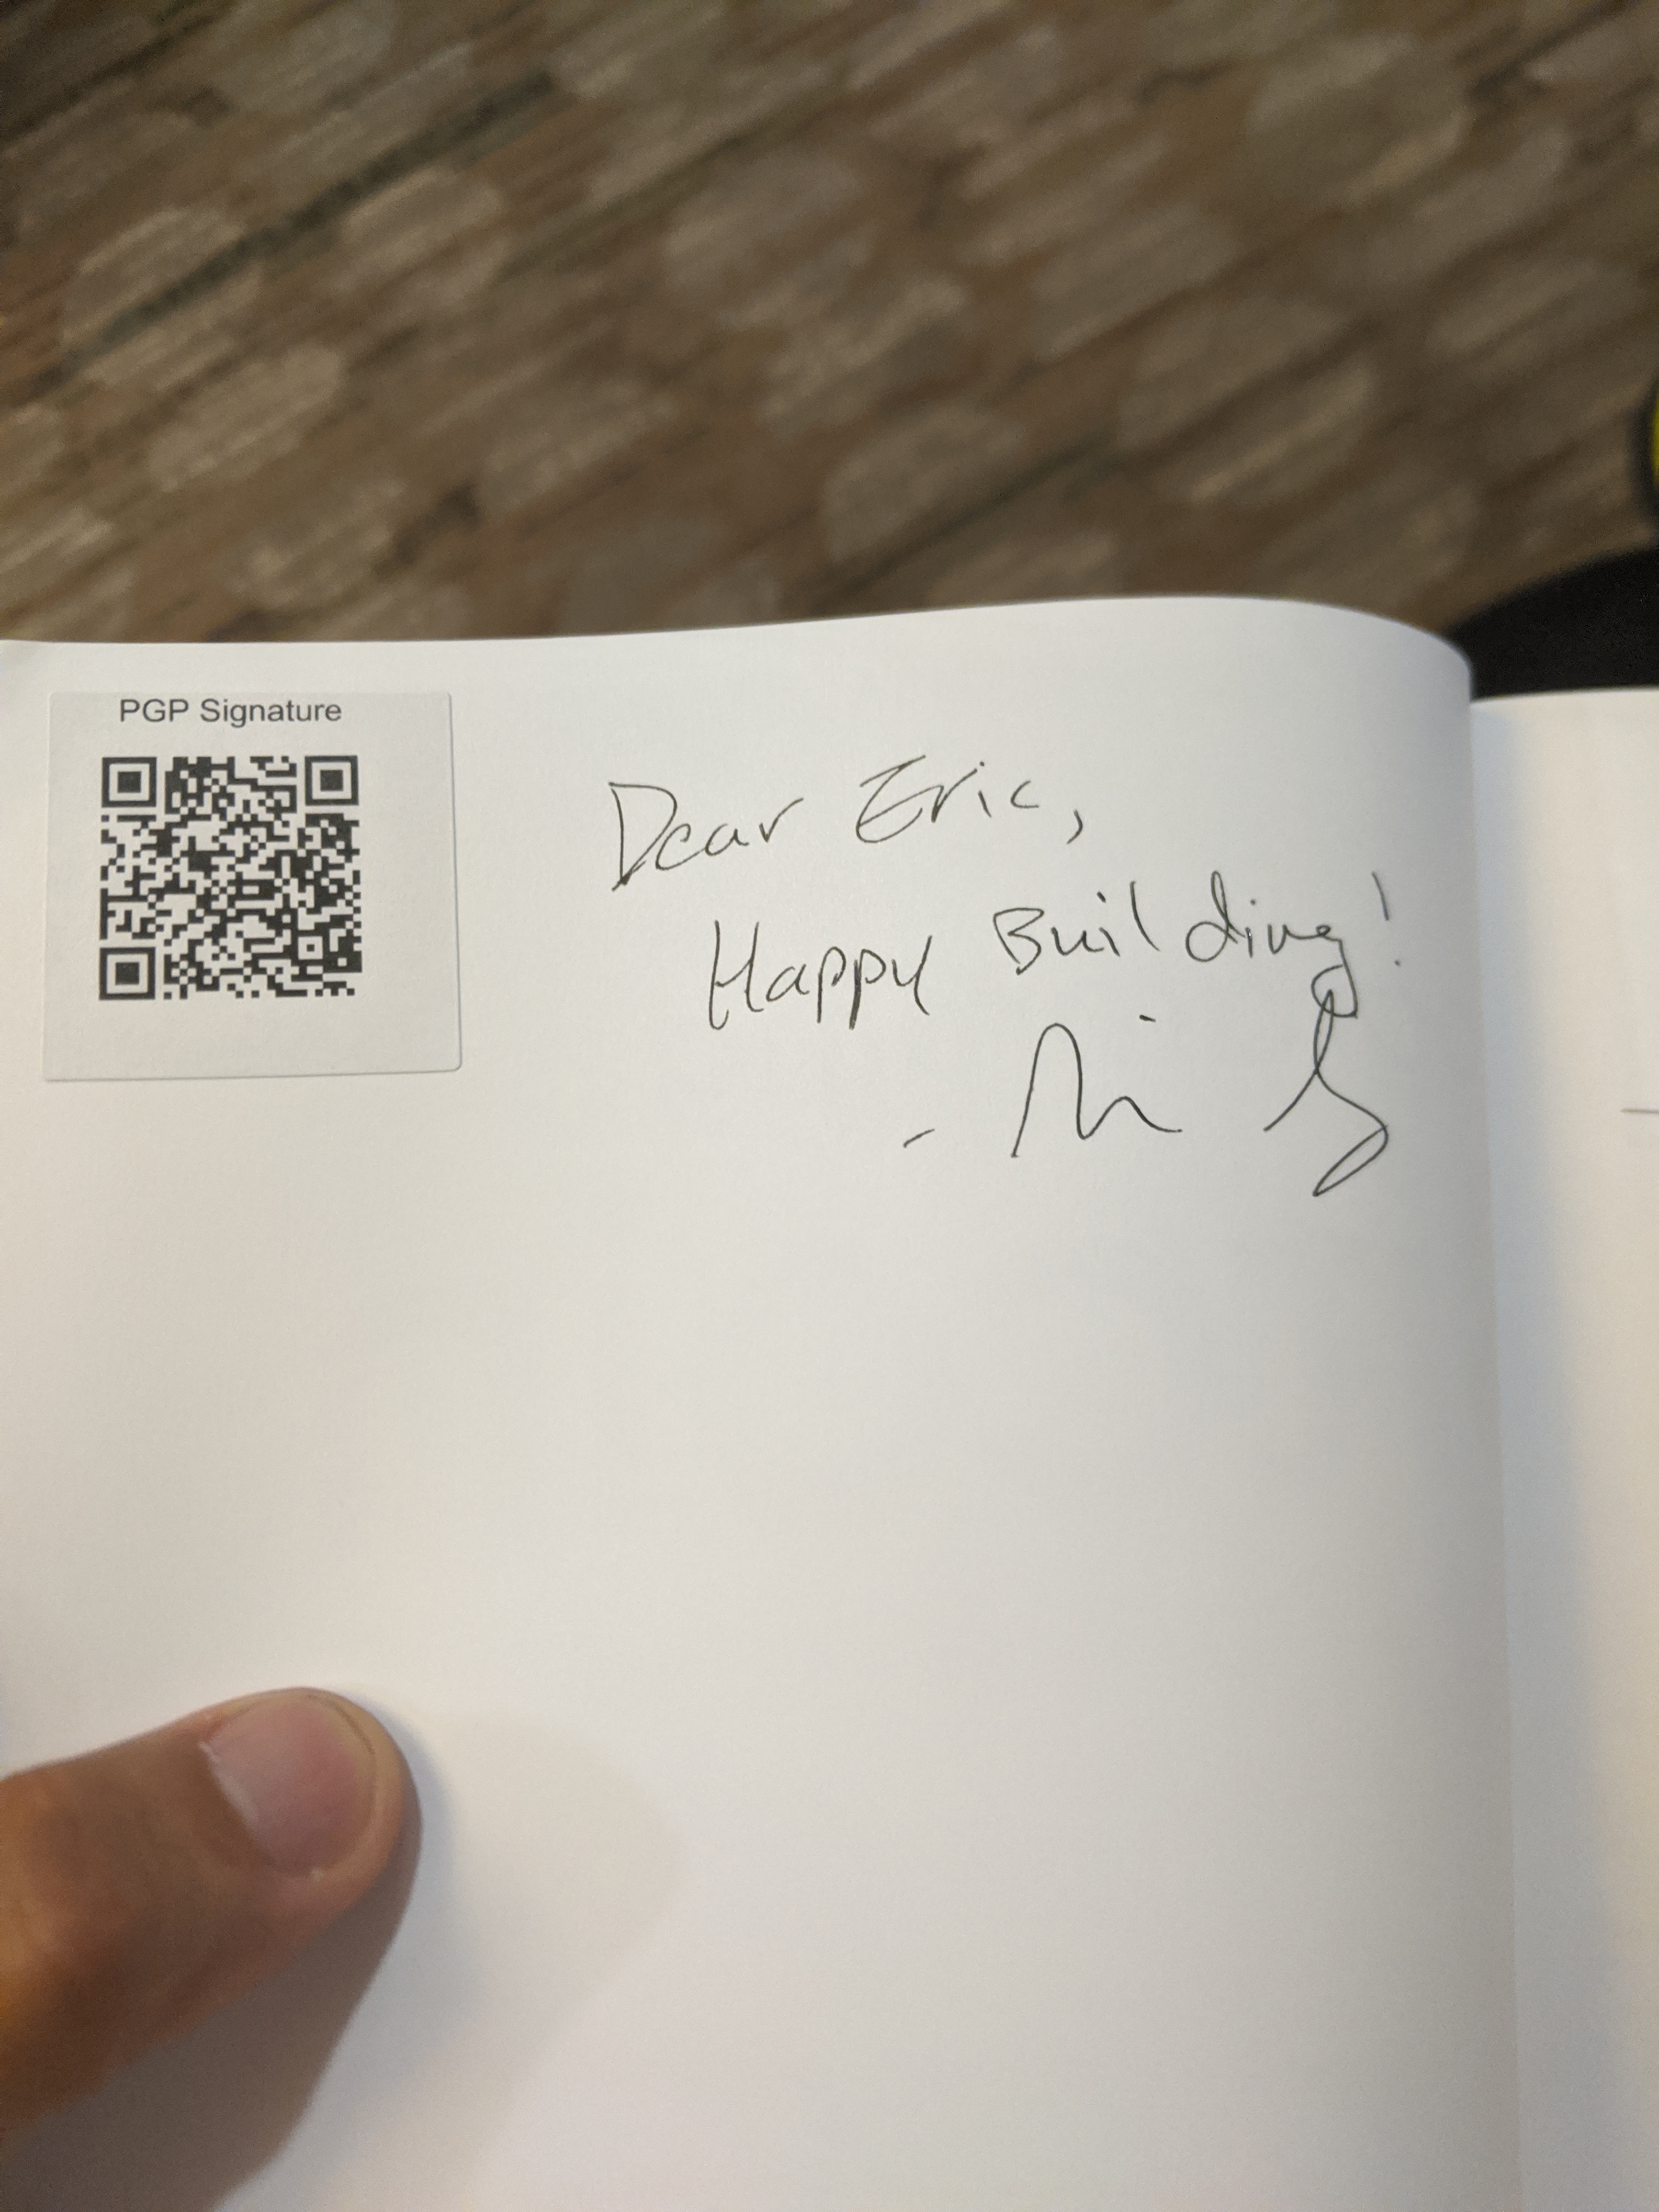 PGP Signature
Dear Eric,
Happy Building!